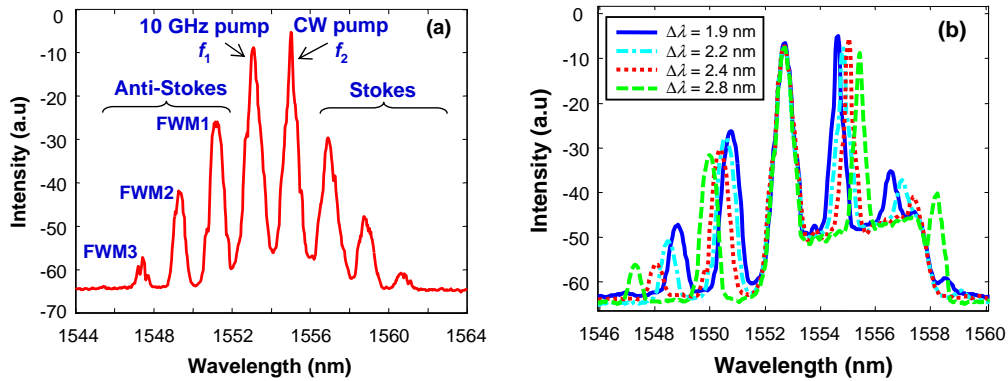 (a)
10 GHz pump
f1
CW pump
f2
Anti-Stokes
Stokes
FWM1
FWM2
FWM3
Intensity (a.u)
0
-10
-20
-30
-40
-50
-60
-70
1544 1548 1552 1556 1560 1564
Wavelength (nm)
(b)
Δλ = 1.9 nm
Δλ = 2.2 nm
Δλ = 2.4 nm
Δλ = 2.8 nm
Intensity (a.u)
0
-10
-20
-30
-40
-50
-60
1546 1548 1550 1552 1554 1556 1558 1560
Wavelength (nm)